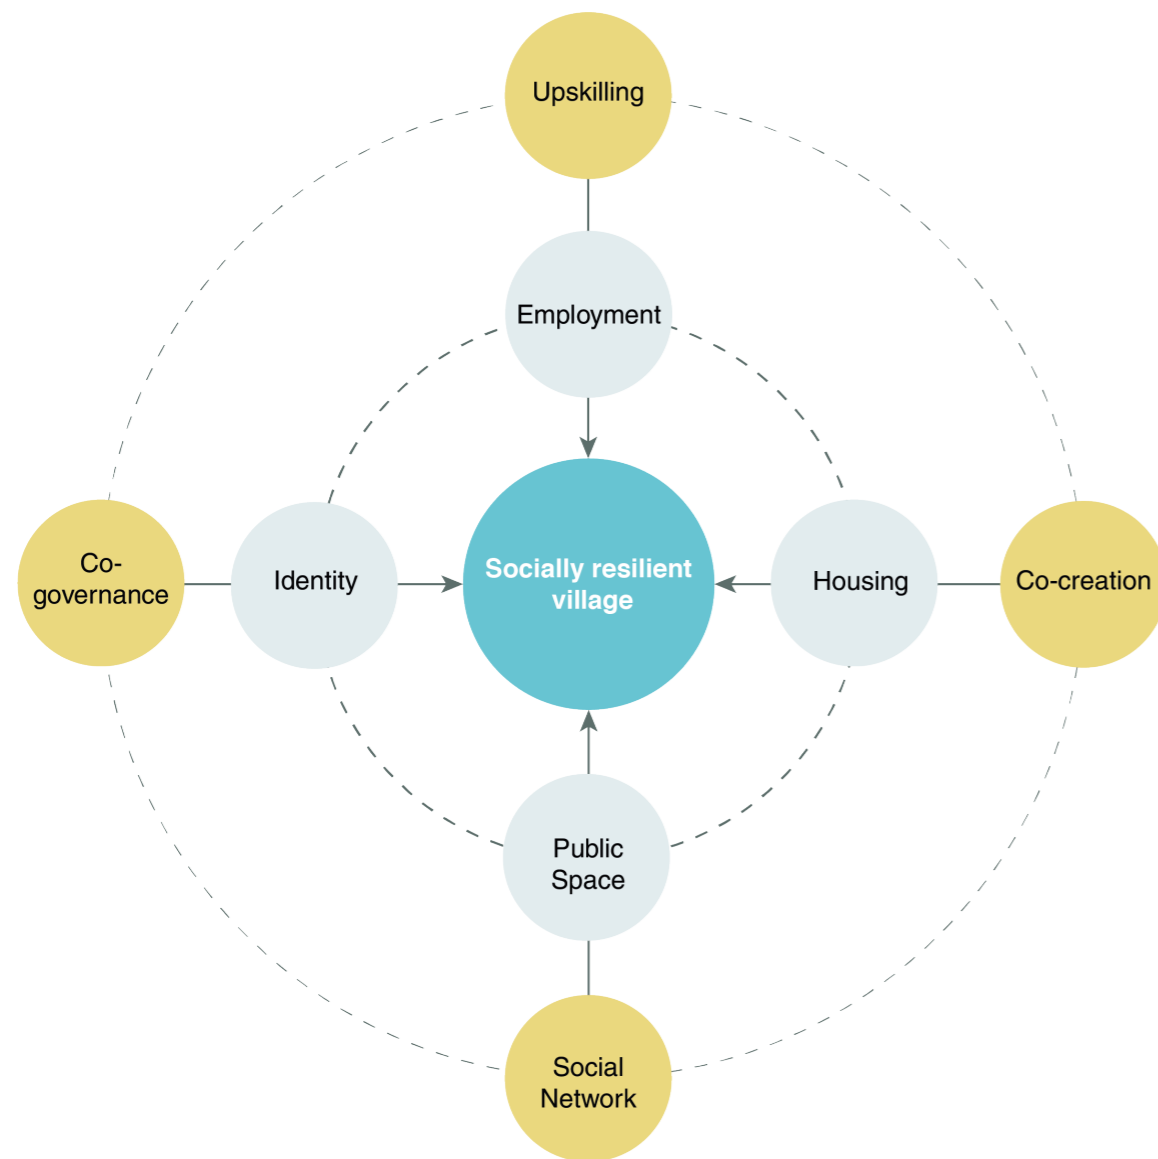 Upskilling
Employment
Co-
governance
Identity
Socially resilient
village
Housing
Co-creation
Public
Space
Social
Network